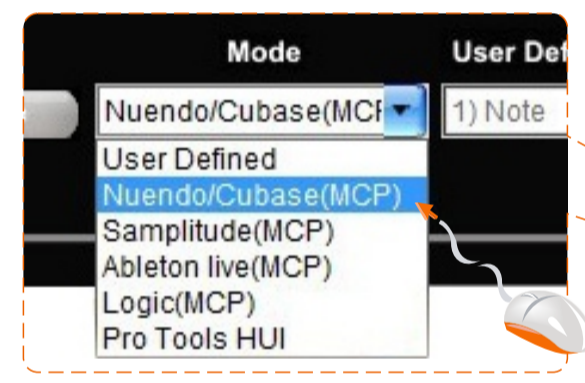 Mode
User Def
Nuendo/Cubase(MCP
1) Note
User Defined
Nuendo/Cubase(MCP)
Samplitude(MCP)
Ableton live(MCP)
Logic(MCP)
Pro Tools HUI